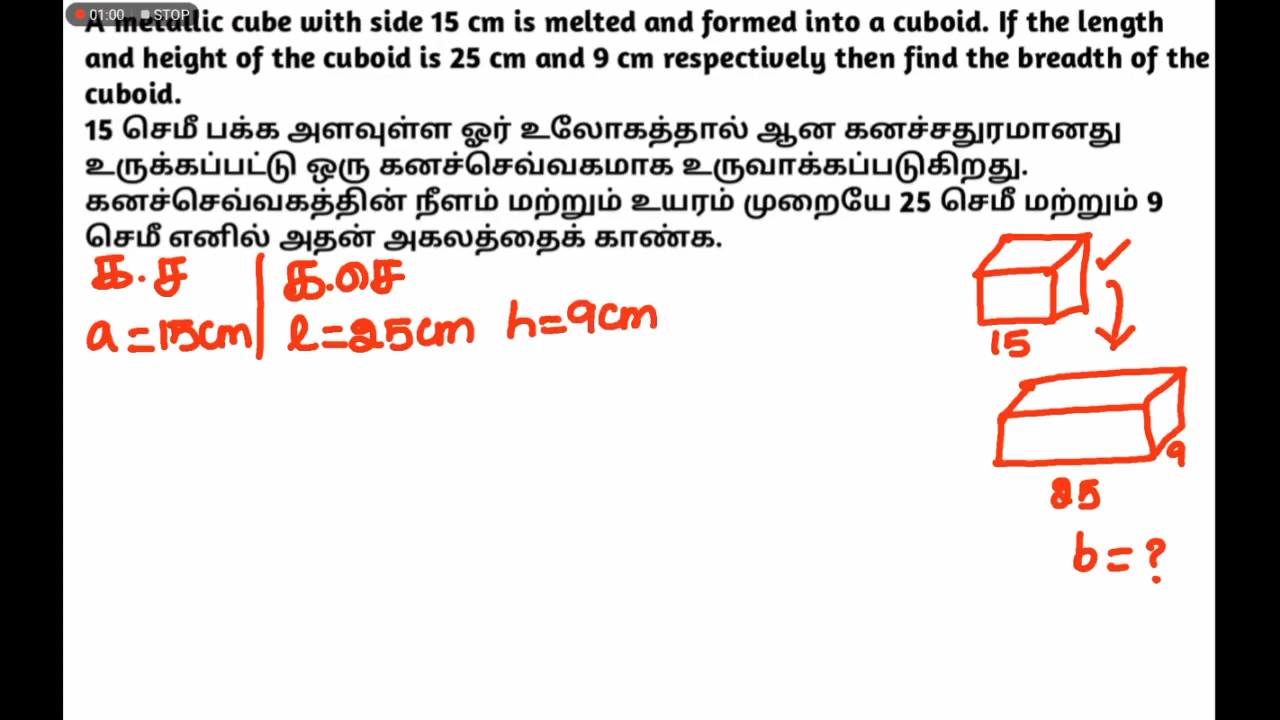 01:00 STOP
A metallic cube with side 15 cm is melted and formed into a cuboid. If the length
and height of the cuboid is 25 cm and 9 cm respectively then find the breadth of the
cuboid.
15 செமீ பக்க அளவுள்ள ஓர் உலோகத்தால் ஆன கனச்சதுரமானது
உருக்கப்பட்டு ஒரு கனச்செவ்வகமாக உருவாக்கப்படுகிறது.
கனச்செவ்வகத்தின் நீளம் மற்றும் உயரம் முறையே 25 செமீ மற்றும் 9
செமீ எனில் அதன் அகலத்தைக் காண்க.
க.ச க.செ
a=15cm l=25cm h=9cm
15
9
25
b=?